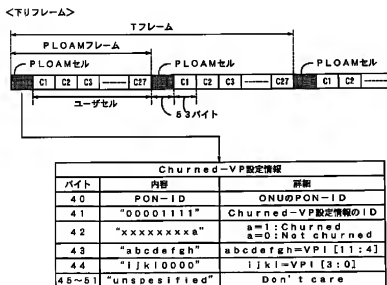 <下りフレーム>
Tフレーム
PLOAMフレーム
PLOAMセル PLOAMセル PLOAMセル
C1 C2 C3 C27 C1 C2 C3 C27 C1 C2
ユーザセル
53バイト
Churned-VP設定情報
バイト 内容 詳細
40 PON-ID ONUのPON-ID
41 "00001111" Churned-VP設定情報のID
42 "xxxxxxxa" a=1:Churned
a=0:Not churned
43 "abcdefgh" abcdefgh=VPI [11:4]
44 "ijkl0000" ijkl=VPI [3:0]
45~51 "unspesified" Don't care